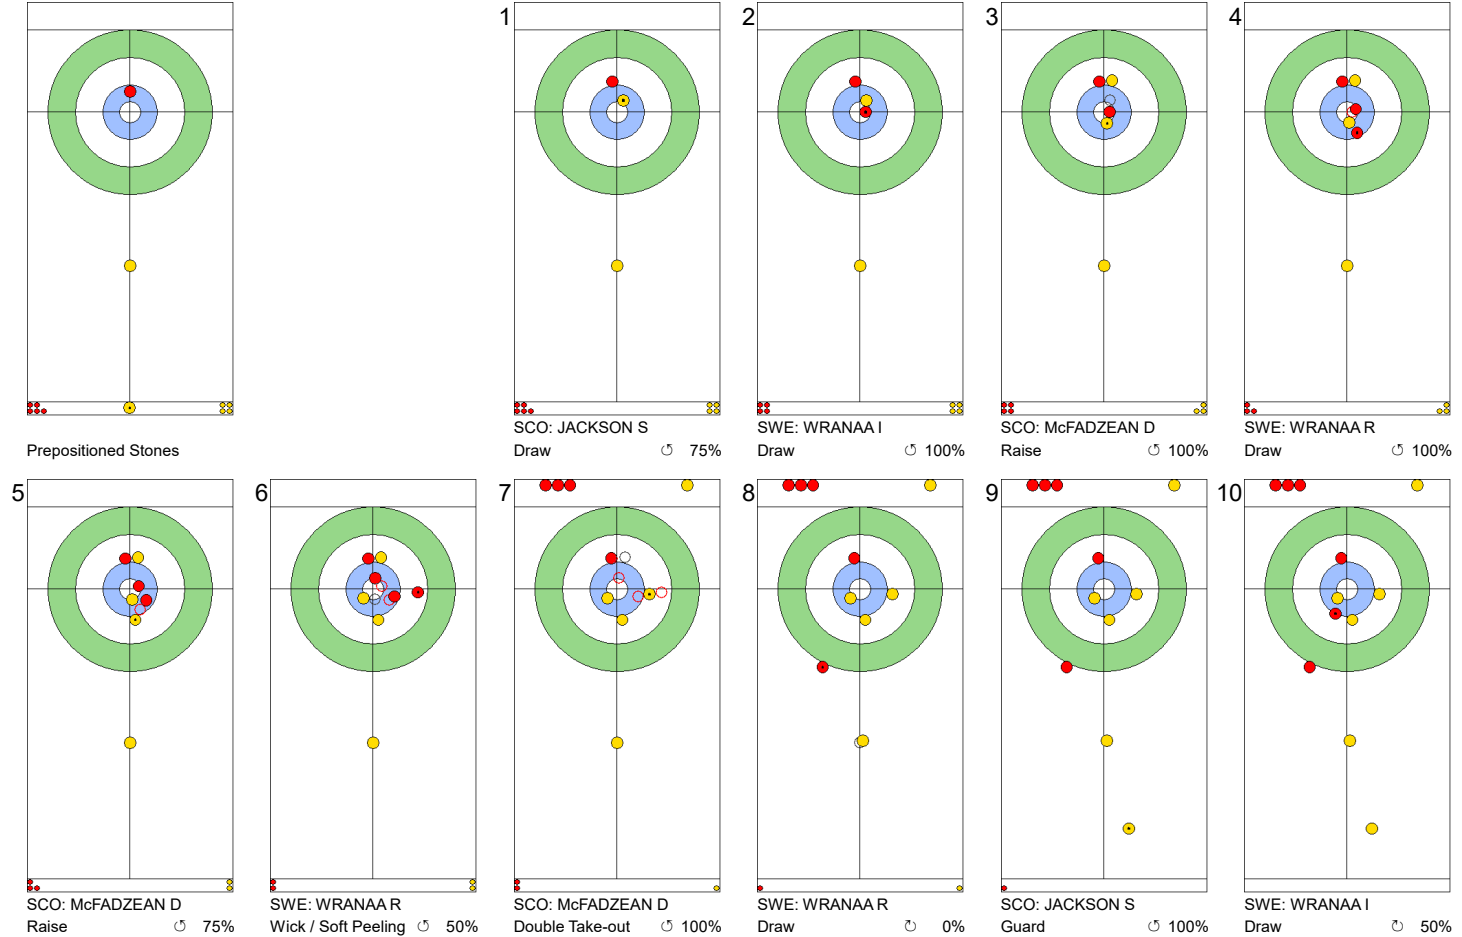 1 2 3 4
Prepositioned Stones
SCO: JACKSON S
Draw 75%
SWE: WRANAA I
Draw 100%
SCO: McFADZEAN D
Raise 100%
SWE: WRANAA R
Draw 100%
5 6 7 8 9 10
SCO: McFADZEAN D
Raise 75%
SWE: WRANAA R
Wick / Soft Peeling 50%
SCO: McFADZEAN D
Double Take-out 100%
SWE: WRANAA R
Draw 0%
SCO: JACKSON S
Guard 100%
SWE: WRANAA I
Draw 50%